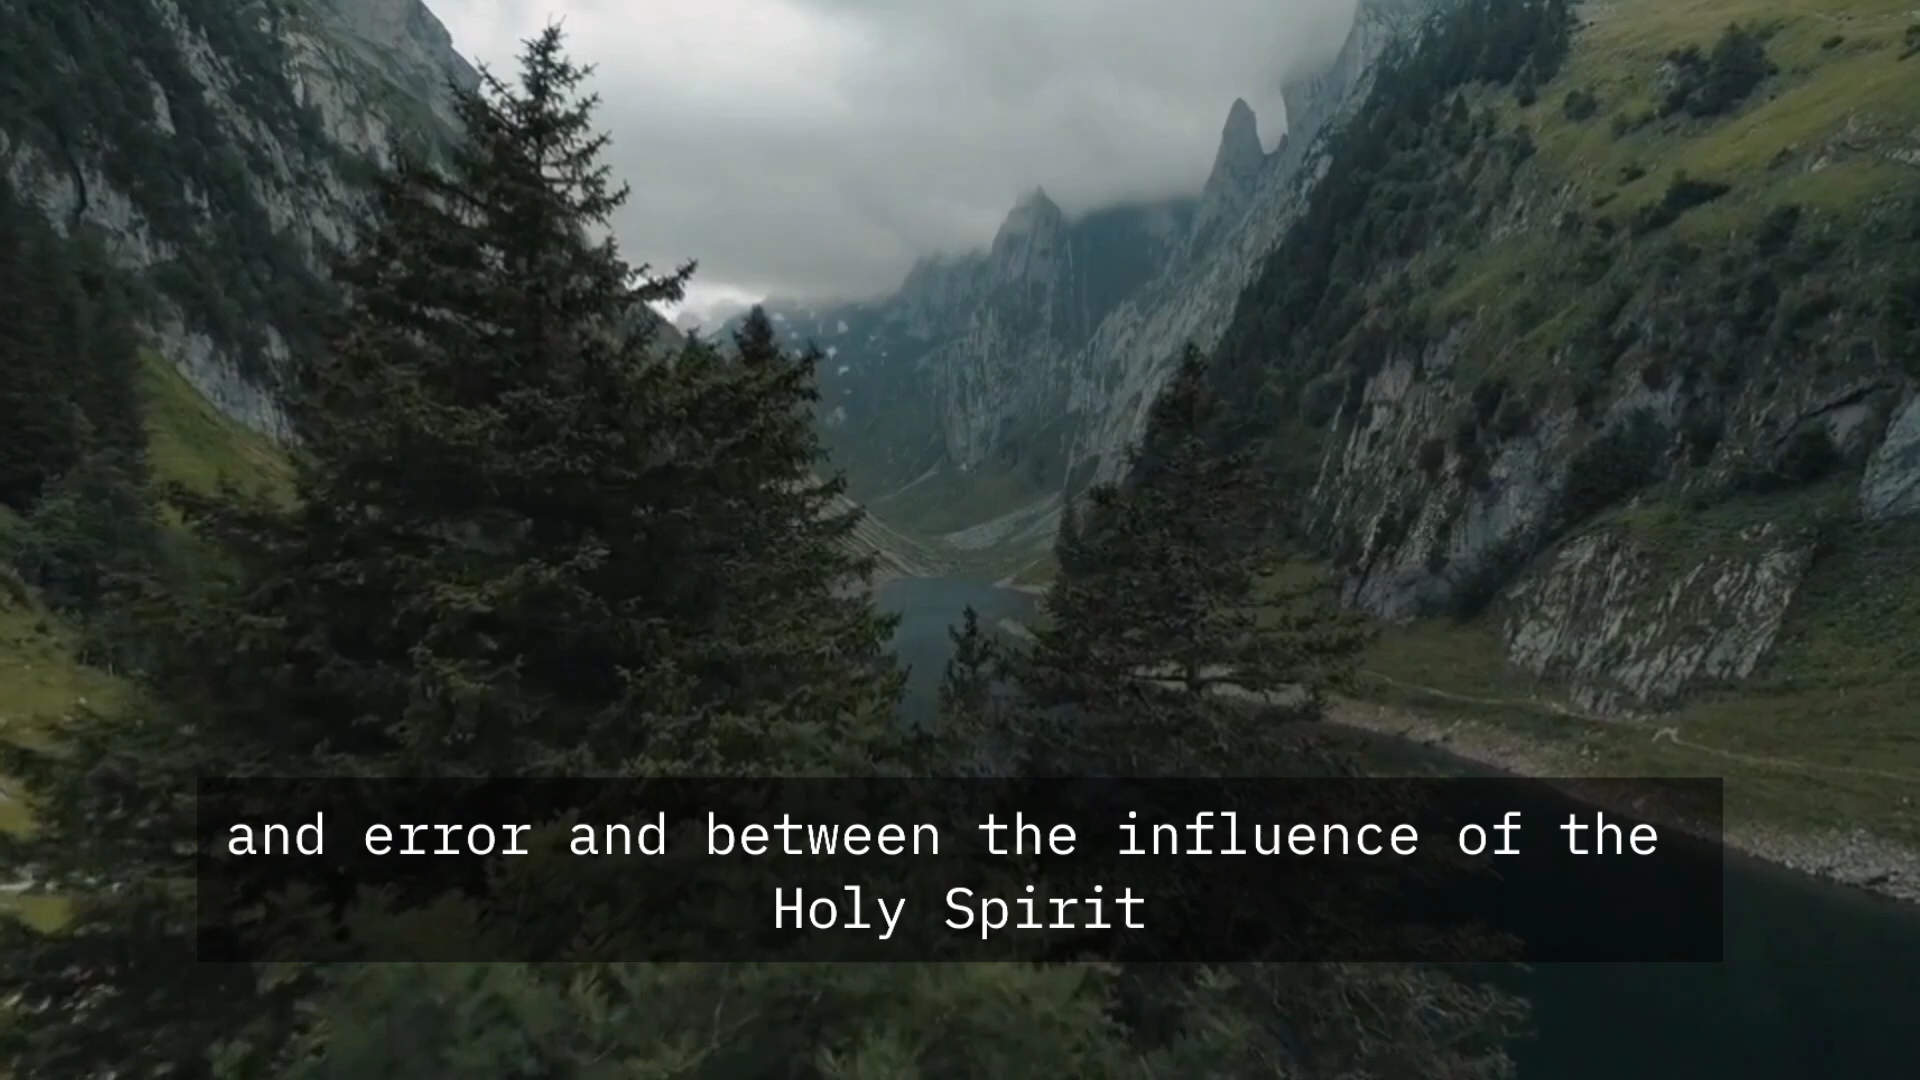 and error and between the influence of the
Holy Spirit